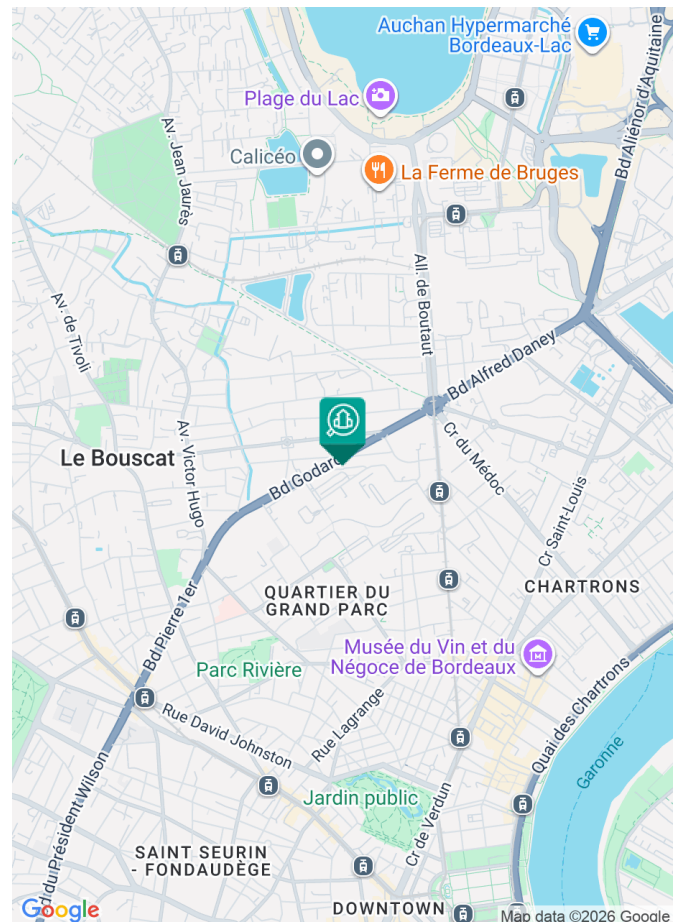 Auchan Hypermarché
Bordeaux-Lac
Plage du Lac
Bd Aliénor d'Aquitaine
Av. Jean Jaurès
Calicéo
La Ferme de Bruges
All. de Boutaut
Av. de Tivoli
Bd Alfred Daney
Le Bouscat
Av. Victor Hugo
Bd Godard
Cr du Médoc
Cr Saint-Louis
QUARTIER DU
GRAND PARC
CHARTRONS
Bd Pierre 1er
Musée du Vin et du
Négoce de Bordeaux
Parc Rivière
Quai des Chartrons
Rue Lagrange
Rue David Johnston
Garonne
Jardin public
Cr de Verdun
d du Président Wilson
SAINT SEURIN
- FONDAUDÈGE
DOWNTOWN
Google
Map data ©2026 Google